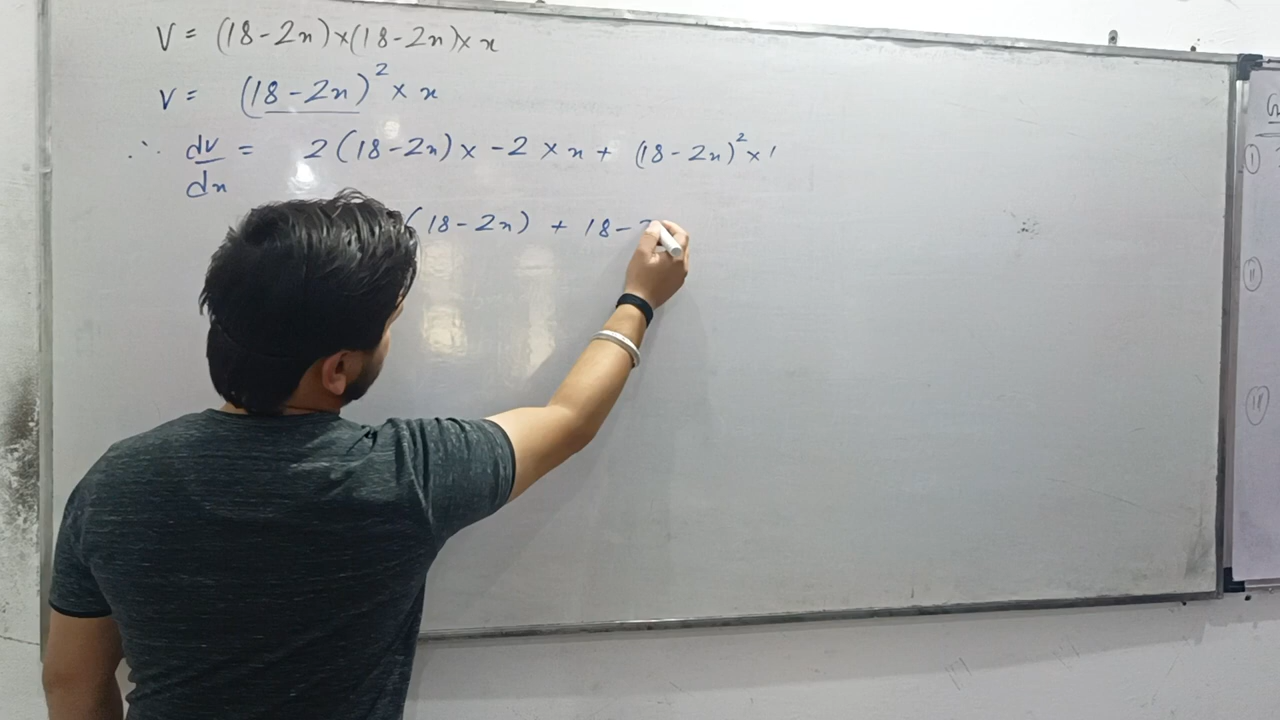 V = (18-2x)×(18-2x)×x
V = (18-2x)² × x
∴ dv/dx = 2(18-2x)×-2×x + (18-2x)²×1
(18-2x) + 18-